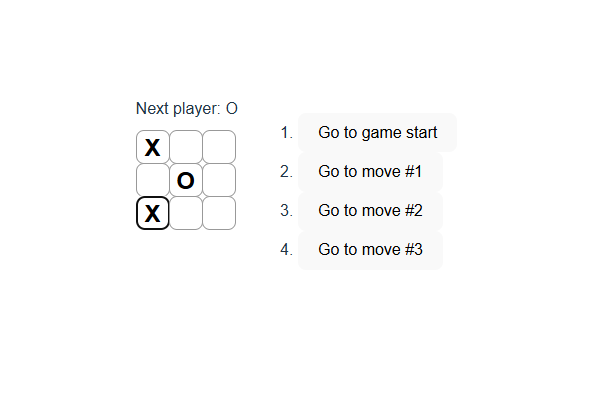 Next player: O
X
O
X
1. Go to game start
2. Go to move #1
3. Go to move #2
4. Go to move #3